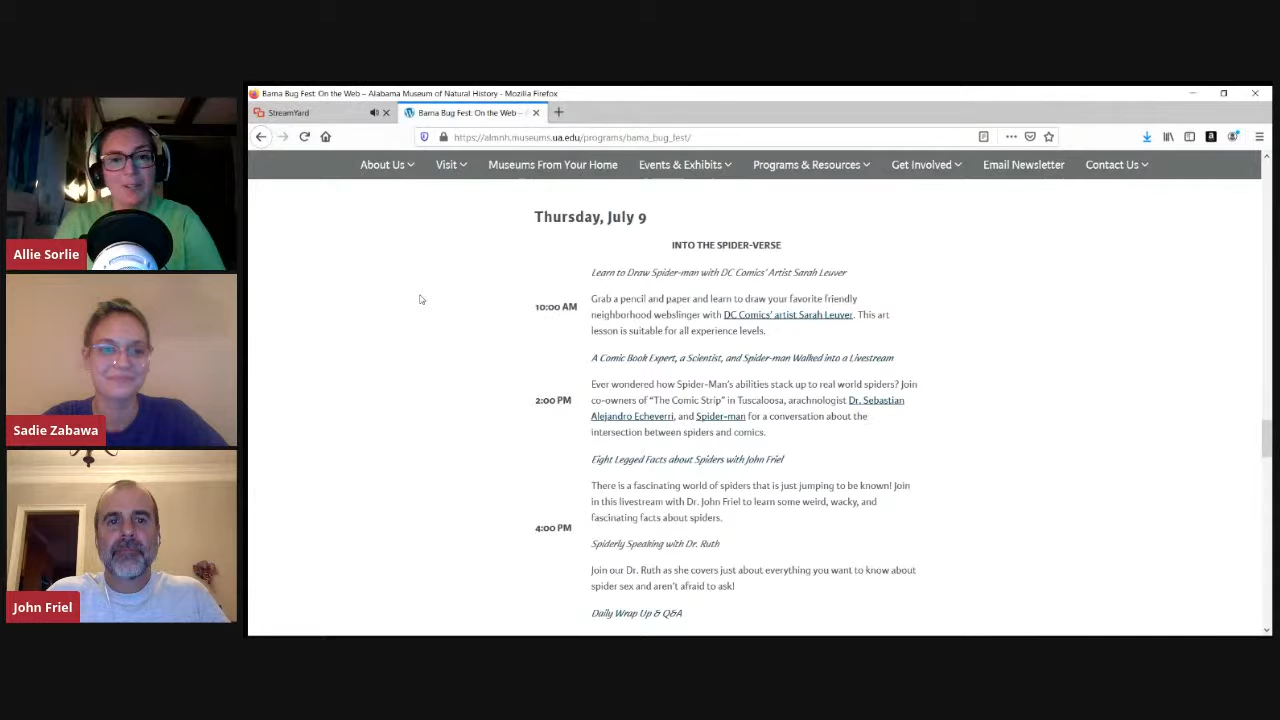 Bama Bug Fest: On the Web – Alabama Museum of Natural History - Mozilla Firefox
StreamYard
Bama Bug Fest: On the Web –
https://almnh.museums.ua.edu/programs/bama_bug_fest/
About Us
Visit
Museums From Your Home
Events & Exhibits
Programs & Resources
Get Involved
Email Newsletter
Contact Us
Thursday, July 9
INTO THE SPIDER-VERSE
Learn to Draw Spider-man with DC Comics' Artist Sarah Leuver
10:00 AM
Grab a pencil and paper and learn to draw your favorite friendly
neighborhood webslinger with DC Comics' artist Sarah Leuver. This art
lesson is suitable for all experience levels.
A Comic Book Expert, a Scientist, and Spider-man Walked into a Livestream
2:00 PM
Ever wondered how Spider-Man's abilities stack up to real world spiders? Join
co-owners of "The Comic Strip" in Tuscaloosa, arachnologist Dr. Sebastian
Alejandro Echeverri, and Spider-man for a conversation about the
intersection between spiders and comics.
Eight Legged Facts about Spiders with John Friel
There is a fascinating world of spiders that is just jumping to be known! Join
in this livestream with Dr. John Friel to learn some weird, wacky, and
fascinating facts about spiders.
4:00 PM
Spiderly Speaking with Dr. Ruth
Join our Dr. Ruth as she covers just about everything you want to know about
spider sex and aren't afraid to ask!
Daily Wrap Up & Q&A
Allie Sorlie
Sadie Zabawa
John Friel